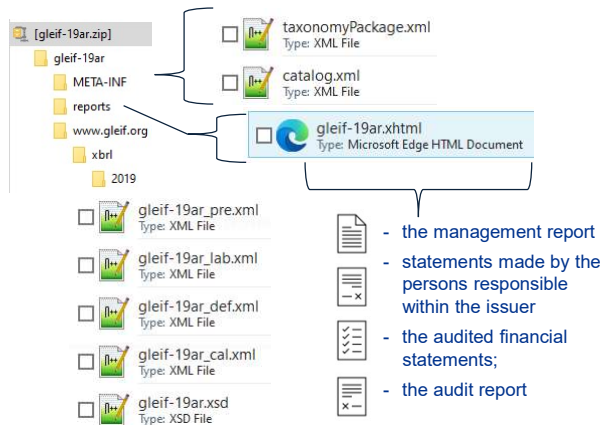 [gleif-19ar.zip]
gleif-19ar
META-INF
reports
www.gleif.org
xbrl
2019
taxonomyPackage.xml
Type: XML File
catalog.xml
Type: XML File
gleif-19ar.xhtml
Type: Microsoft Edge HTML Document
gleif-19ar_pre.xml
Type: XML File
gleif-19ar_lab.xml
Type: XML File
gleif-19ar_def.xml
Type: XML File
gleif-19ar_cal.xml
Type: XML File
gleif-19ar.xsd
Type: XSD File
- the management report
- statements made by the
persons responsible
within the issuer
- the audited financial
statements;
- the audit report